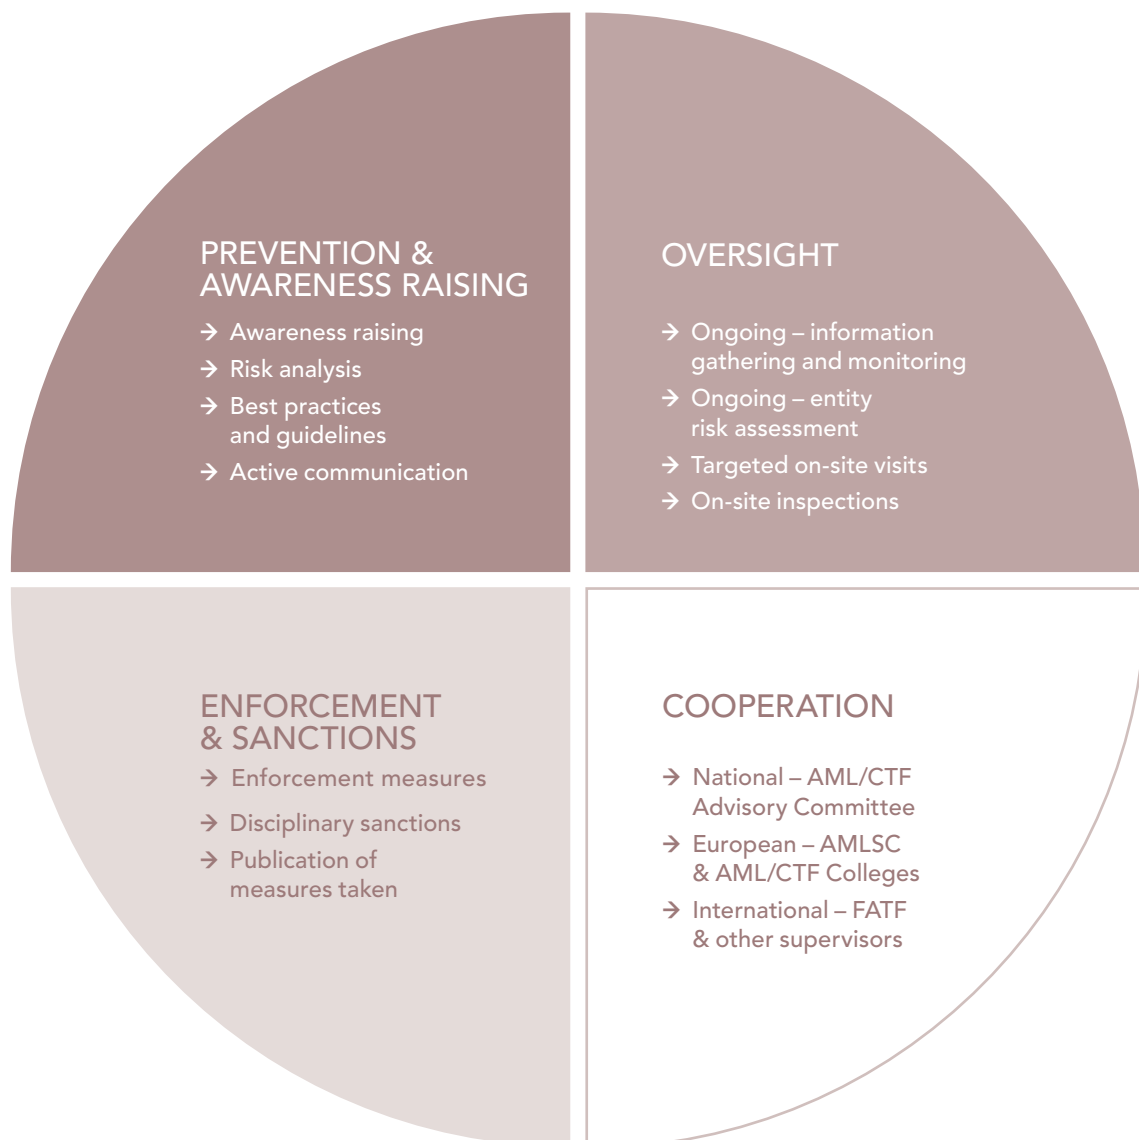 PREVENTION &
AWARENESS RAISING
→ Awareness raising
→ Risk analysis
→ Best practices
and guidelines
→ Active communication
OVERSIGHT
→ Ongoing – information
gathering and monitoring
→ Ongoing – entity
risk assessment
→ Targeted on-site visits
→ On-site inspections
ENFORCEMENT
& SANCTIONS
→ Enforcement measures
→ Disciplinary sanctions
→ Publication of
measures taken
COOPERATION
→ National – AML/CTF
Advisory Committee
→ European – AMLSC
& AML/CTF Colleges
→ International – FATF
& other supervisors